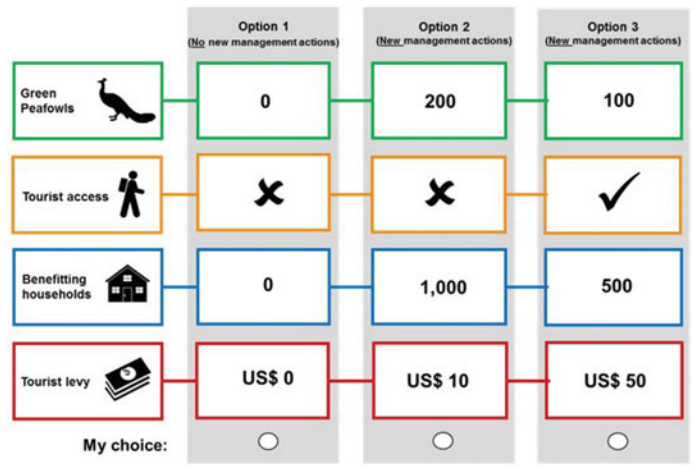 Option 1
(No new management actions)
Option 2
(New management actions)
Option 3
(New management actions)
Green
Peafowls
0
200
100
Tourist access
Benefitting
households
0
1,000
500
Tourist levy
$
US$ 0
US$ 10
US$ 50
My choice: